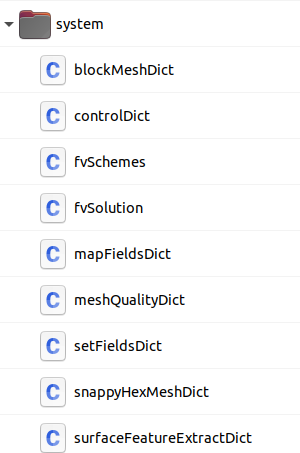 system
blockMeshDict
controlDict
fvSchemes
fvSolution
mapFieldsDict
meshQualityDict
setFieldsDict
snappyHexMeshDict
surfaceFeatureExtractDict